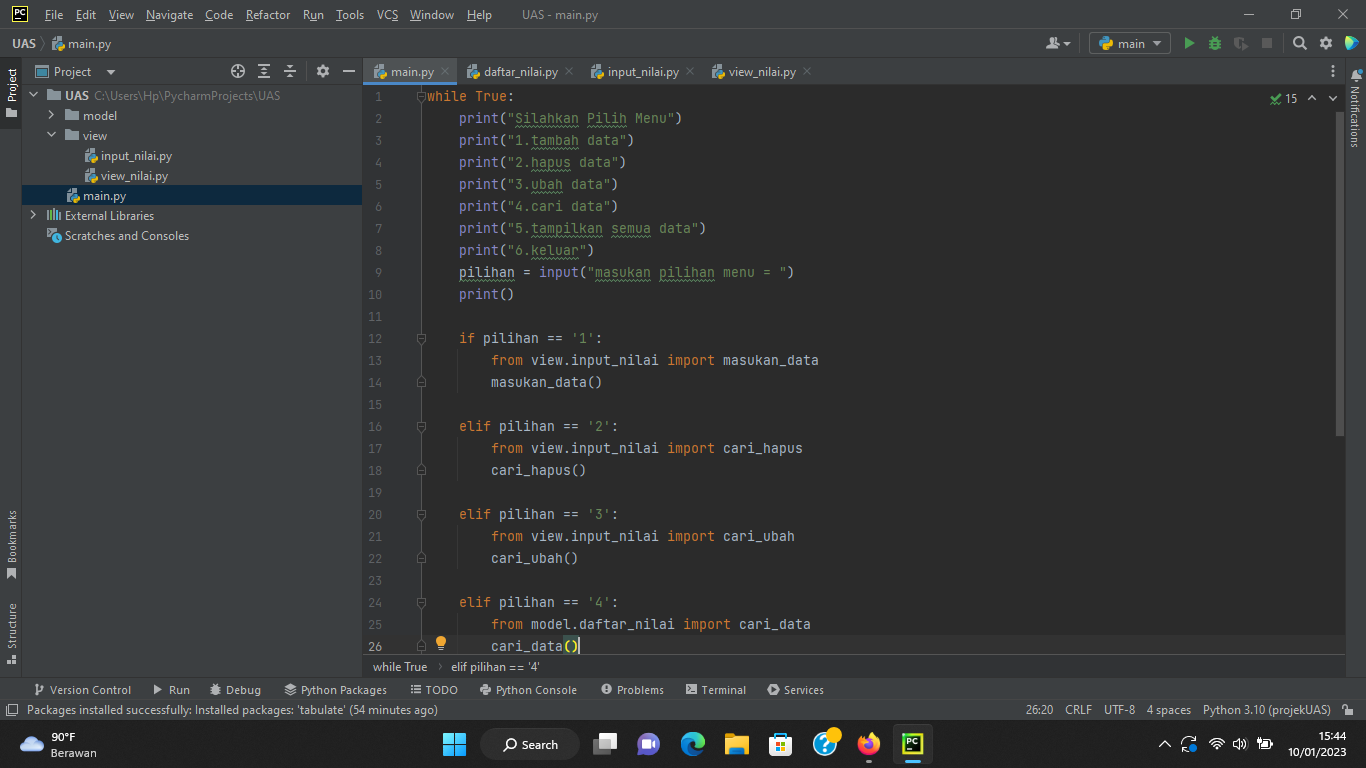 PC File Edit View Navigate Code Refactor Run Tools VCS Window Help UAS - main.py
UAS main.py main
Project
Project
main.py daftar_nilai.py input_nilai.py view_nilai.py
UAS C:\Users\Hp\PycharmProjects\UAS
model
view
input_nilai.py
view_nilai.py
main.py
External Libraries
Scratches and Consoles
Bookmarks
Structure
15
Notifications
1 while True:
2     print("Silahkan Pilih Menu")
3     print("1.tambah data")
4     print("2.hapus data")
5     print("3.ubah data")
6     print("4.cari data")
7     print("5.tampilkan semua data")
8     print("6.keluar")
9     pilihan = input("masukan pilihan menu = ")
10     print()
11
12     if pilihan == '1':
13         from view.input_nilai import masukan_data
14         masukan_data()
15
16     elif pilihan == '2':
17         from view.input_nilai import cari_hapus
18         cari_hapus()
19
20     elif pilihan == '3':
21         from view.input_nilai import cari_ubah
22         cari_ubah()
23
24     elif pilihan == '4':
25         from model.daftar_nilai import cari_data
26         cari_data()
while True elif pilihan == '4'
Version Control Run Debug Python Packages TODO Python Console Problems Terminal Services
Packages installed successfully: Installed packages: 'tabulate' (54 minutes ago) 26:20 CRLF UTF-8 4 spaces Python 3.10 (projekUAS)
90°F
Berawan
Search
PC
15:44
10/01/2023